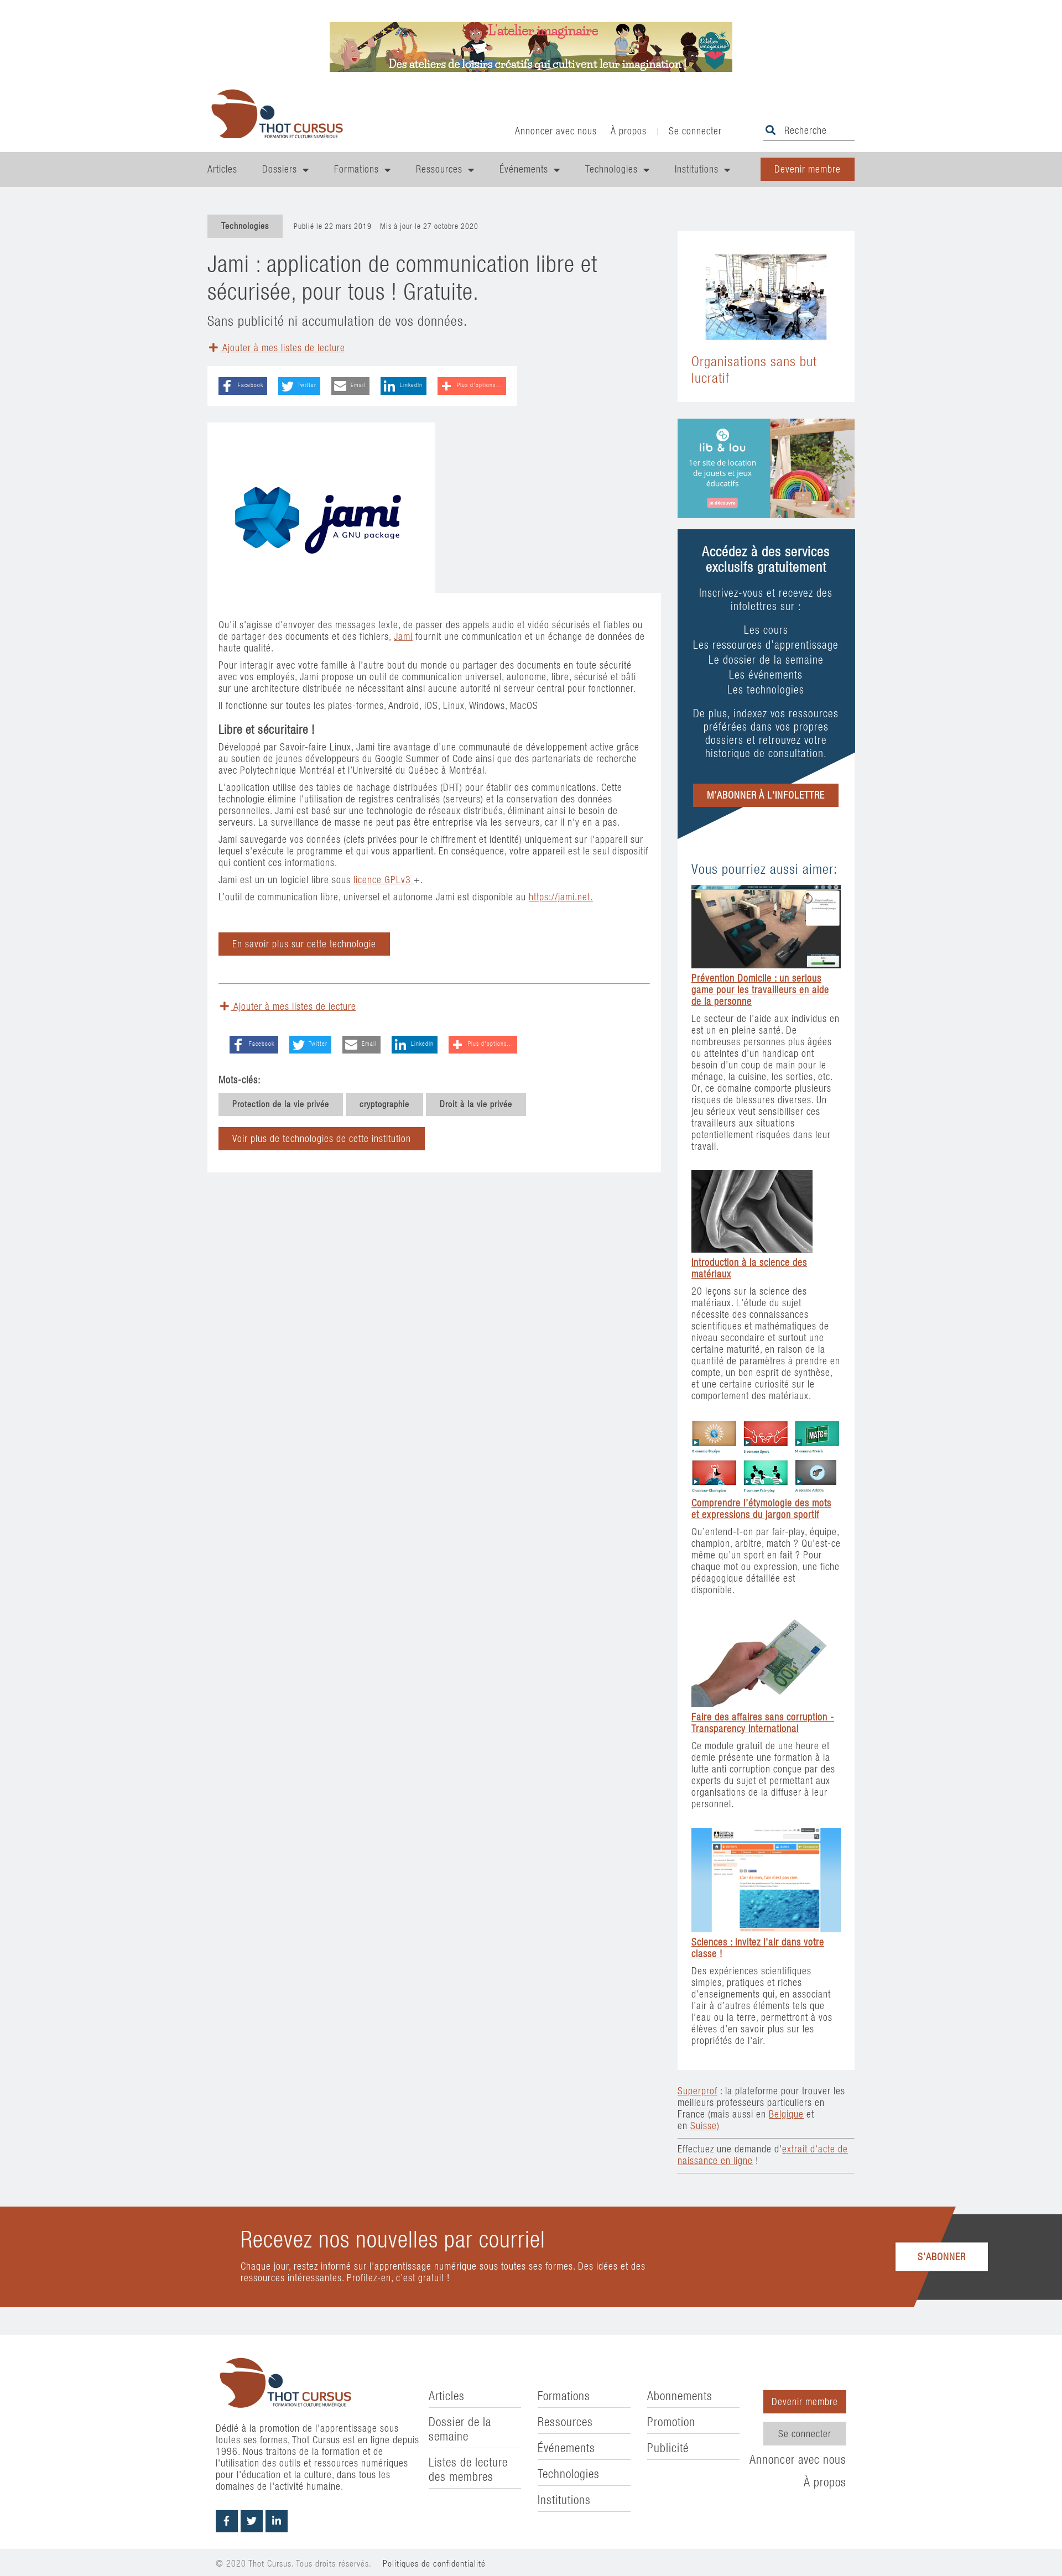 L'atelier imaginaire
Des ateliers de loisirs créatifs qui cultivent leur imagination !
THOT CURSUS
FORMATION ET CULTURE NUMÉRIQUE
Annoncer avec nous
À propos
|
Se connecter
Recherche
Articles
Dossiers
Formations
Ressources
Événements
Technologies
Institutions
Devenir membre
Technologies
Publié le 22 mars 2019 Mis à jour le 27 octobre 2020
Jami : application de communication libre et
sécurisée, pour tous ! Gratuite.
Sans publicité ni accumulation de vos données.
Ajouter à mes listes de lecture
Facebook
Twitter
Email
LinkedIn
Plus d'options...
jami
A GNU package
Qu'il s'agisse d'envoyer des messages texte, de passer des appels audio et vidéo sécurisés et fiables ou
de partager des documents et des fichiers, Jami fournit une communication et un échange de données de
haute qualité.
Pour interagir avec votre famille à l'autre bout du monde ou partager des documents en toute sécurité
avec vos employés, Jami propose un outil de communication universel, autonome, libre, sécurisé et bâti
sur une architecture distribuée ne nécessitant ainsi aucune autorité ni serveur central pour fonctionner.
Il fonctionne sur toutes les plates-formes, Android, iOS, Linux, Windows, MacOS
Libre et sécuritaire !
Développé par Savoir-faire Linux, Jami tire avantage d'une communauté de développement active grâce
au soutien de jeunes développeurs du Google Summer of Code ainsi que des partenariats de recherche
avec Polytechnique Montréal et l'Université du Québec à Montréal.
L'application utilise des tables de hachage distribuées (DHT) pour établir des communications. Cette
technologie élimine l'utilisation de registres centralisés (serveurs) et la conservation des données
personnelles. Jami est basé sur une technologie de réseaux distribués, éliminant ainsi le besoin de
serveurs. La surveillance de masse ne peut pas être entreprise via les serveurs, car il n'y en a pas.
Jami sauvegarde vos données (clefs privées pour le chiffrement et identité) uniquement sur l'appareil sur
lequel s'exécute le programme et qui vous appartient. En conséquence, votre appareil est le seul dispositif
qui contient ces informations.
Jami est un un logiciel libre sous licence GPLv3 +.
L'outil de communication libre, universel et autonome Jami est disponible au https://jami.net.
En savoir plus sur cette technologie
Ajouter à mes listes de lecture
Facebook
Twitter
Email
LinkedIn
Plus d'options...
Mots-clés:
Protection de la vie privée
cryptographie
Droit à la vie privée
Voir plus de technologies de cette institution
Organisations sans but
lucratif
lib & lou
1er site de location
de jouets et jeux
éducatifs
Je découvre
Accédez à des services
exclusifs gratuitement
Inscrivez-vous et recevez des
infolettres sur :
Les cours
Les ressources d'apprentissage
Le dossier de la semaine
Les événements
Les technologies
De plus, indexez vos ressources
préférées dans vos propres
dossiers et retrouvez votre
historique de consultation.
M'ABONNER À L'INFOLETTRE
Vous pourriez aussi aimer:
Prévention Domicile : un serious
game pour les travailleurs en aide
de la personne
Le secteur de l'aide aux individus en
est un en pleine santé. De
nombreuses personnes plus âgées
ou atteintes d'un handicap ont
besoin d'un coup de main pour le
ménage, la cuisine, les sorties, etc.
Or, ce domaine comporte plusieurs
risques de blessures diverses. Un
jeu sérieux veut sensibiliser ces
travailleurs aux situations
potentiellement risquées dans leur
travail.
Introduction à la science des
matériaux
20 leçons sur la science des
matériaux. L'étude du sujet
nécessite des connaissances
scientifiques et mathématiques de
niveau secondaire et surtout une
certaine maturité, en raison de la
quantité de paramètres à prendre en
compte, un bon esprit de synthèse,
et une certaine curiosité sur le
comportement des matériaux.
MATCH
Comprendre l'étymologie des mots
et expressions du jargon sportif
Qu'entend-t-on par fair-play, équipe,
champion, arbitre, match ? Qu'est-ce
même qu'un sport en fait ? Pour
chaque mot ou expression, une fiche
pédagogique détaillée est
disponible.
100
Faire des affaires sans corruption -
Transparency International
Ce module gratuit de une heure et
demie présente une formation à la
lutte anti corruption conçue par des
experts du sujet et permettant aux
organisations de la diffuser à leur
personnel.
Sciences : Invitez l'air dans votre
classe !
Des expériences scientifiques
simples, pratiques et riches
d'enseignements qui, en associant
l'air à d'autres éléments tels que
l'eau ou la terre, permettront à vos
élèves d'en savoir plus sur les
propriétés de l'air.
Superprof : la plateforme pour trouver les
meilleurs professeurs particuliers en
France (mais aussi en Belgique et
en Suisse)
Effectuez une demande d'extrait d'acte de
naissance en ligne !
Recevez nos nouvelles par courriel
Chaque jour, restez informé sur l'apprentissage numérique sous toutes ses formes. Des idées et des
ressources intéressantes. Profitez-en, c'est gratuit !
S'ABONNER
THOT CURSUS
FORMATION ET CULTURE NUMÉRIQUE
Dédié à la promotion de l'apprentissage sous
toutes ses formes, Thot Cursus est en ligne depuis
1996. Nous traitons de la formation et de
l'utilisation des outils et ressources numériques
pour l'éducation et la culture, dans tous les
domaines de l'activité humaine.
Articles
Dossier de la
semaine
Listes de lecture
des membres
Formations
Ressources
Événements
Technologies
Institutions
Abonnements
Promotion
Publicité
Devenir membre
Se connecter
Annoncer avec nous
À propos
© 2020 Thot Cursus. Tous droits réservés.
Politiques de confidentialité